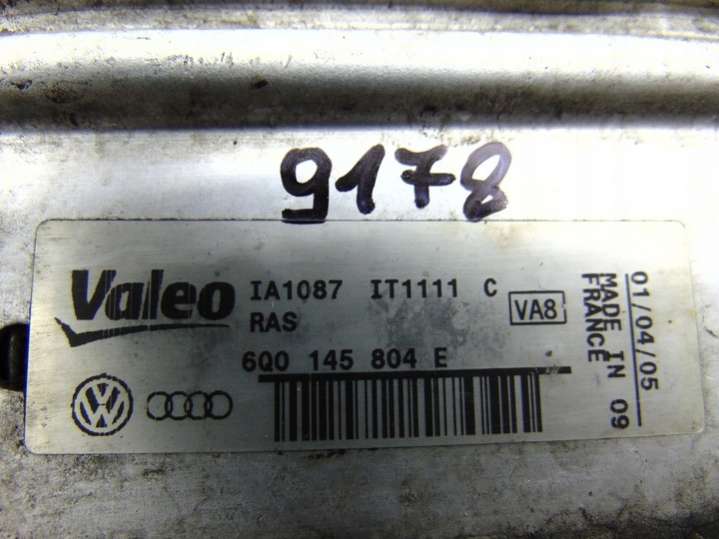 9178
Valeo IA1087 IT1111 C
RAS
VA8
6Q0 145 804 E
01/04/05
MADE IN 09
FRANCE